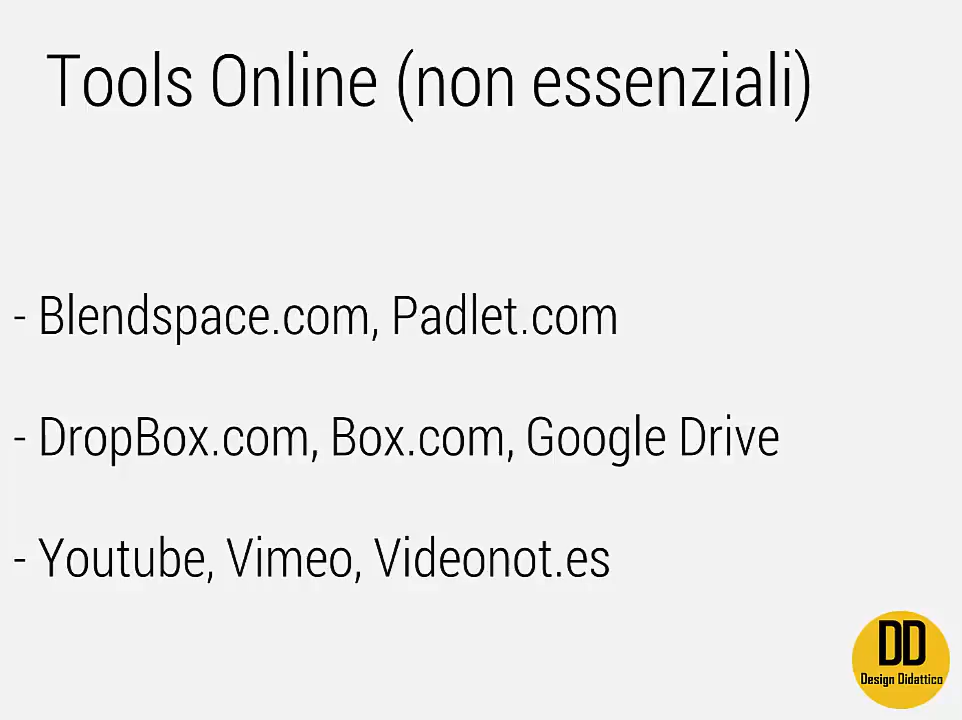 Tools Online (non essenziali)
- Blendspace.com, Padlet.com
- DropBox.com, Box.com, Google Drive
- Youtube, Vimeo, Videonot.es
DD
Design Didattico